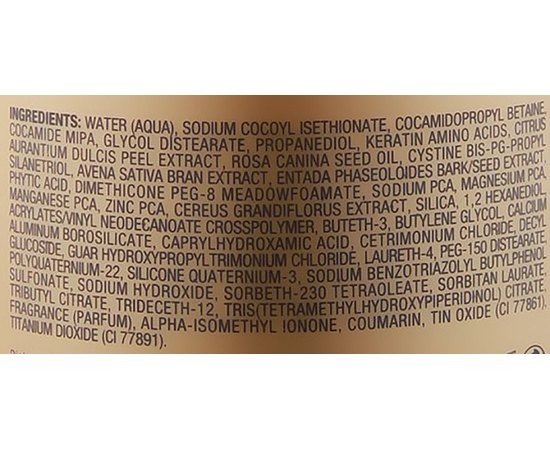 INGREDIENTS: WATER (AQUA), SODIUM COCOYL ISETHIONATE, COCAMIDOPROPYL BETAINE,
COCAMIDE MIPA, GLYCOL DISTEARATE, PROPANEDIOL, KERATIN AMINO ACIDS, CITRUS
AURANTIUM DULCIS PEEL EXTRACT, ROSA CANINA SEED OIL, CYSTINE BIS-PG-PROPYL
SILANETRIOL, AVENA SATIVA BRAN EXTRACT, ENTADA PHASEOLOIDES BARK/SEED EXTRACT,
PHYTIC ACID, DIMETHICONE PEG-8 MEADOWFOAMATE, SODIUM PCA, MAGNESIUM PCA,
MANGANESE PCA, ZINC PCA, CEREUS GRANDIFLORUS EXTRACT, SILICA, 1,2 HEXANEDIOL,
ACRYLATES/VINYL NEODECANOATE CROSSPOLYMER, BUTETH-3, BUTYLENE GLYCOL, CALCIUM
ALUMINUM BOROSILICATE, CAPRYLHYDROXAMIC ACID, CETRIMONIUM CHLORIDE, DECYL
GLUCOSIDE, GUAR HYDROXYPROPYLTRIMONIUM CHLORIDE, LAURETH-4, PEG-150 DISTEARATE,
POLYQUATERNIUM-22, SILICONE QUATERNIUM-3, SODIUM BENZOTRIAZOLYL BUTYLPHENOL
SULFONATE, SODIUM HYDROXIDE, SORBETH-230 TETRAOLEATE, SORBITAN LAURATE,
TRIBUTYL CITRATE, TRIDECETH-12, TRIS(TETRAMETHYLHYDROXYPIPERIDINOL) CITRATE,
FRAGRANCE (PARFUM), ALPHA-ISOMETHYL IONONE, COUMARIN, TIN OXIDE (CI 77861),
TITANIUM DIOXIDE (CI 77891).